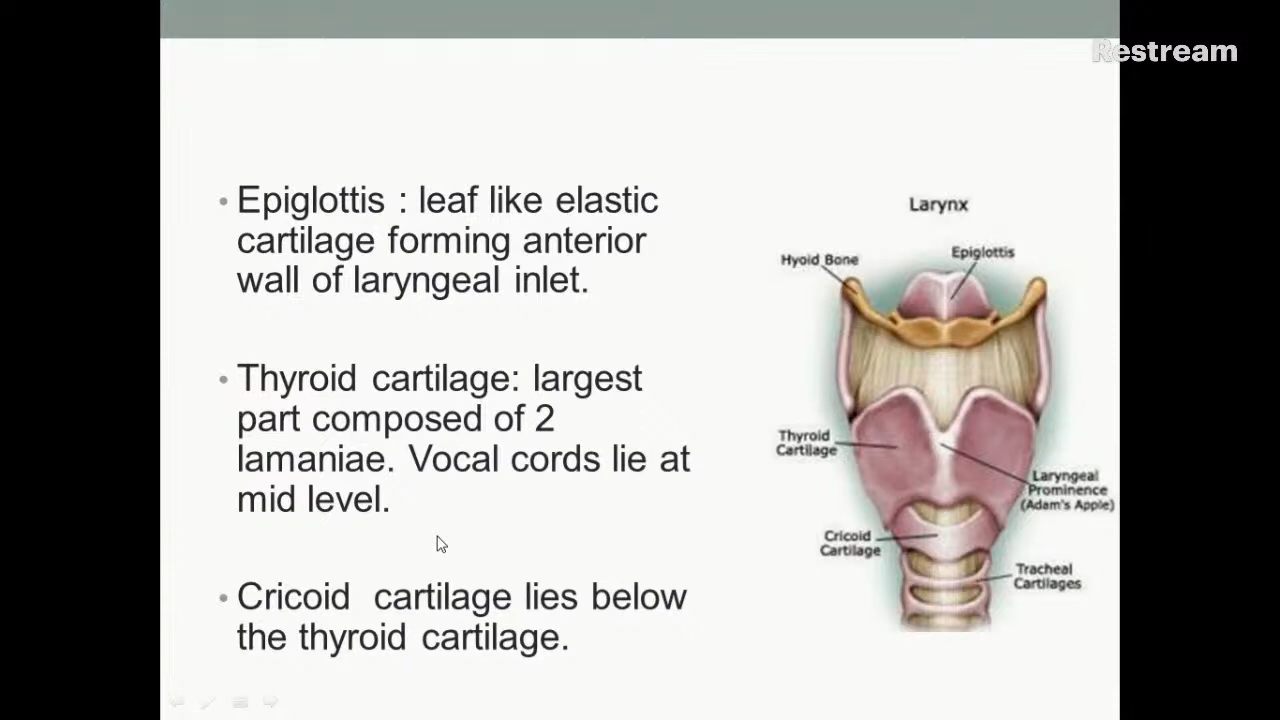 Restream
• Epiglottis : leaf like elastic
cartilage forming anterior
wall of laryngeal inlet.
• Thyroid cartilage: largest
part composed of 2
lamaniae. Vocal cords lie at
mid level.
• Cricoid cartilage lies below
the thyroid cartilage.
Larynx
Hyoid Bone
Epiglottis
Thyroid
Cartilage
Laryngeal
Prominence
(Adam's Apple)
Cricoid
Cartilage
Tracheal
Cartilages